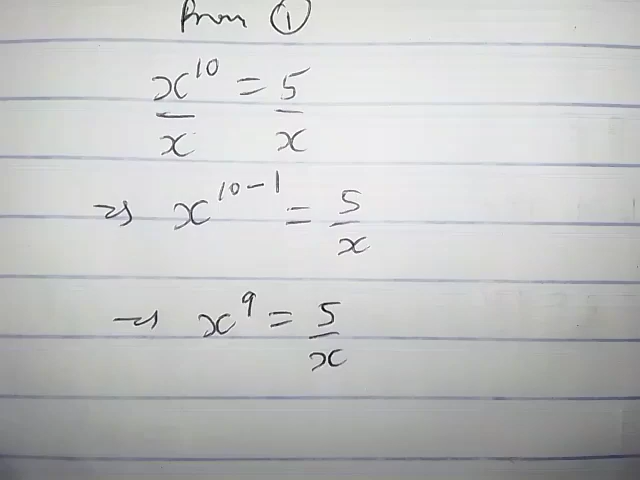 From ①
x^10/x = 5/x
⇒ x^(10-1) = 5/x
⇒ x^9 = 5/x